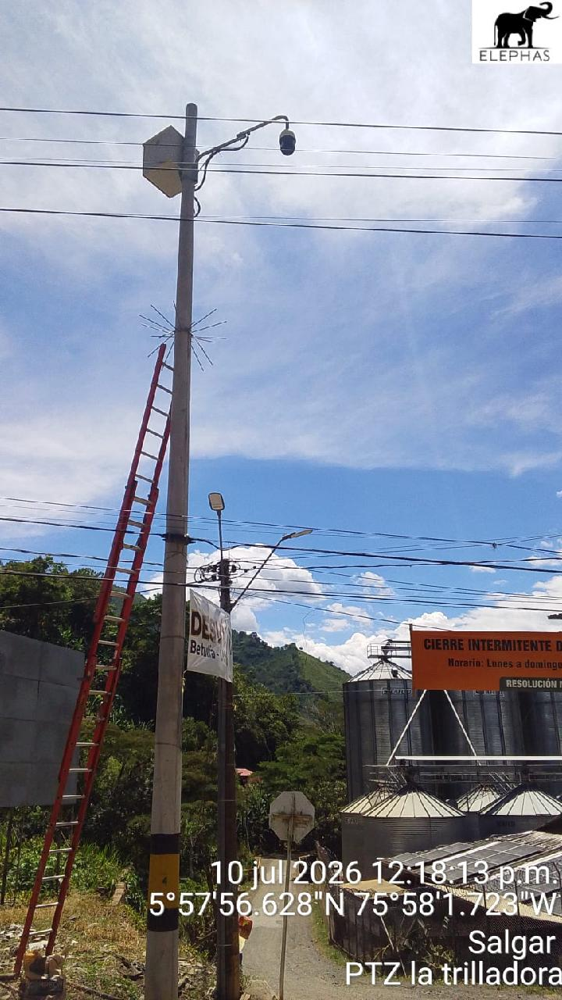 ELEPHAS
Betulia
CIERRE INTERMITENTE
Horario: Lunes a domingo
RESOLUCIÓN
10 jul 2026 12:18:13 p.m.
5°57'56.628"N 75°58'1.723"W
Salgar
PTZ la trilladora